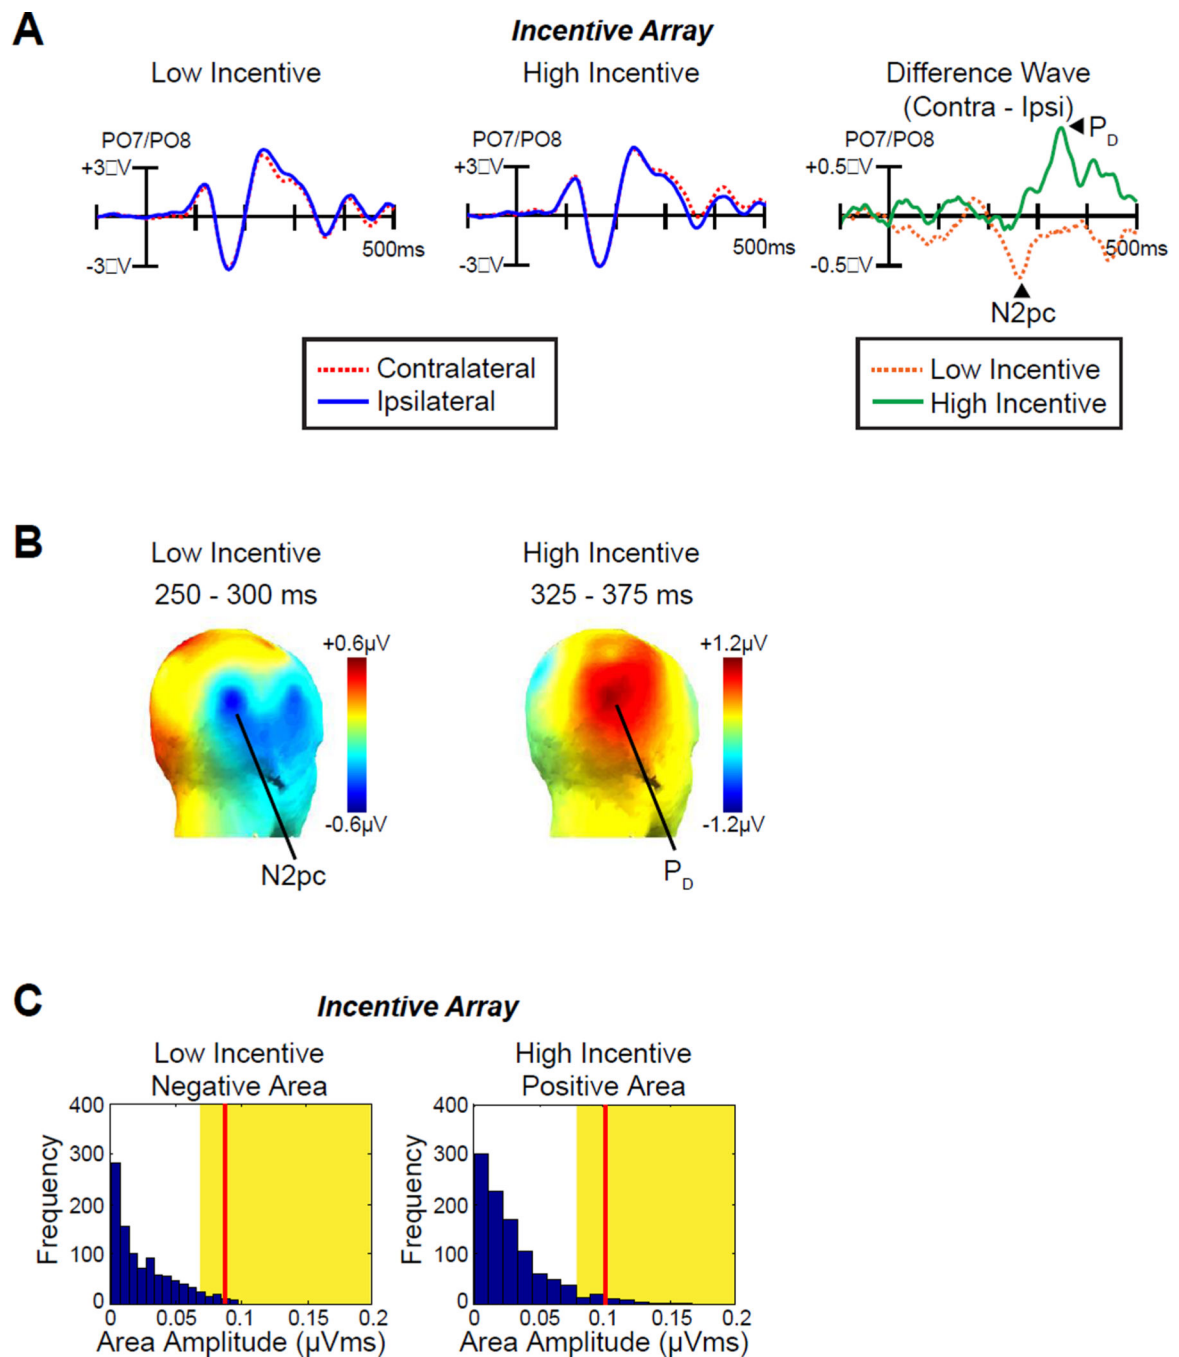 A
Incentive Array
Low Incentive
High Incentive
Difference Wave
(Contra - Ipsi)
PO7/PO8
+3□V
-3□V
500ms
PO7/PO8
+3□V
-3□V
500ms
PO7/PO8
+0.5□V
-0.5□V
500ms
PD
N2pc
Contralateral
Ipsilateral
Low Incentive
High Incentive
B
Low Incentive
250 - 300 ms
+0.6µV
-0.6µV
N2pc
High Incentive
325 - 375 ms
+1.2µV
-1.2µV
PD
C
Incentive Array
Low Incentive
Negative Area
Frequency
400
300
200
100
0
0 0.05 0.1 0.15 0.2
Area Amplitude (µVms)
High Incentive
Positive Area
Frequency
400
300
200
100
0
0 0.05 0.1 0.15 0.2
Area Amplitude (µVms)